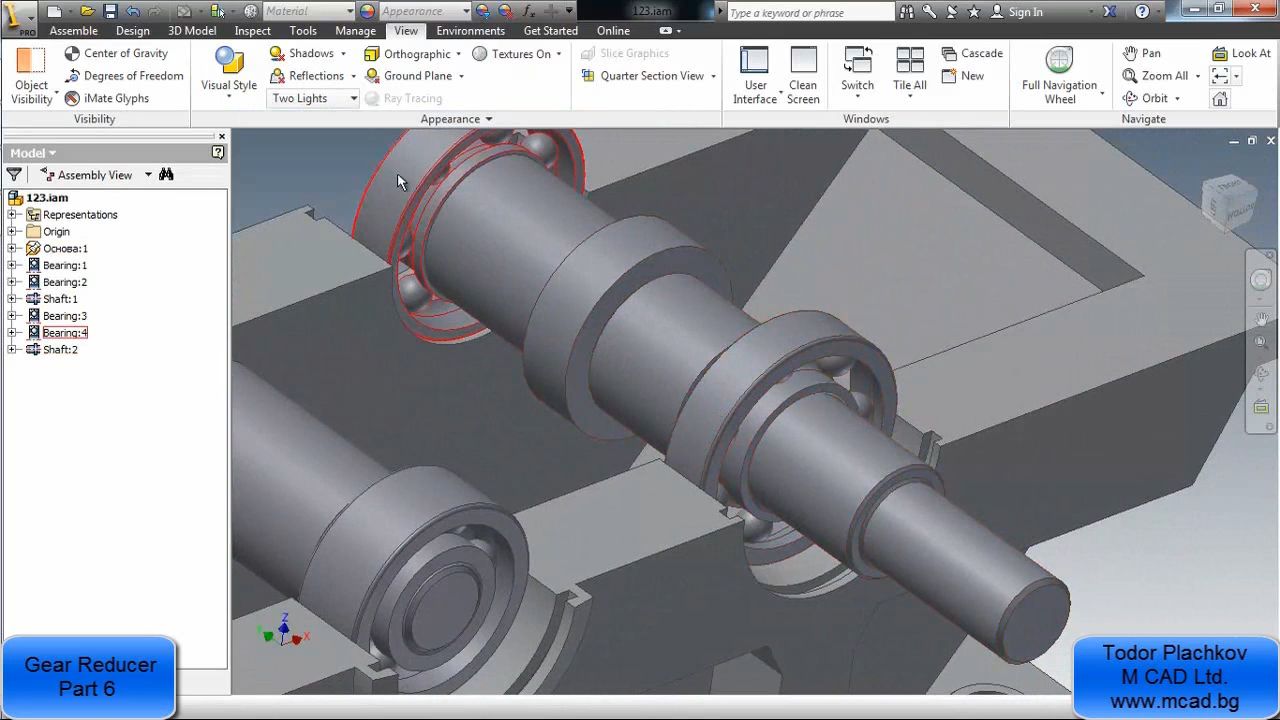 Material
Appearance
123.iam
Type a keyword or phrase
Sign In
PRO
Assemble
Design
3D Model
Inspect
Tools
Manage
View
Environments
Get Started
Online
Object
Visibility
Center of Gravity
Degrees of Freedom
iMate Glyphs
Visibility
Visual Style
Shadows
Reflections
Two Lights
Orthographic
Ground Plane
Ray Tracing
Textures On
Appearance
Slice Graphics
Quarter Section View
User
Interface
Clean
Screen
Switch
Tile All
Cascade
New
Windows
Full Navigation
Wheel
Pan
Zoom All
Orbit
Look At
Navigate
Model
Assembly View
123.iam
Representations
Origin
Основа:1
Bearing:1
Bearing:2
Shaft:1
Bearing:3
Bearing:4
Shaft:2
Z
X
Gear Reducer
Part 6
Todor Plachkov
M CAD Ltd.
www.mcad.bg